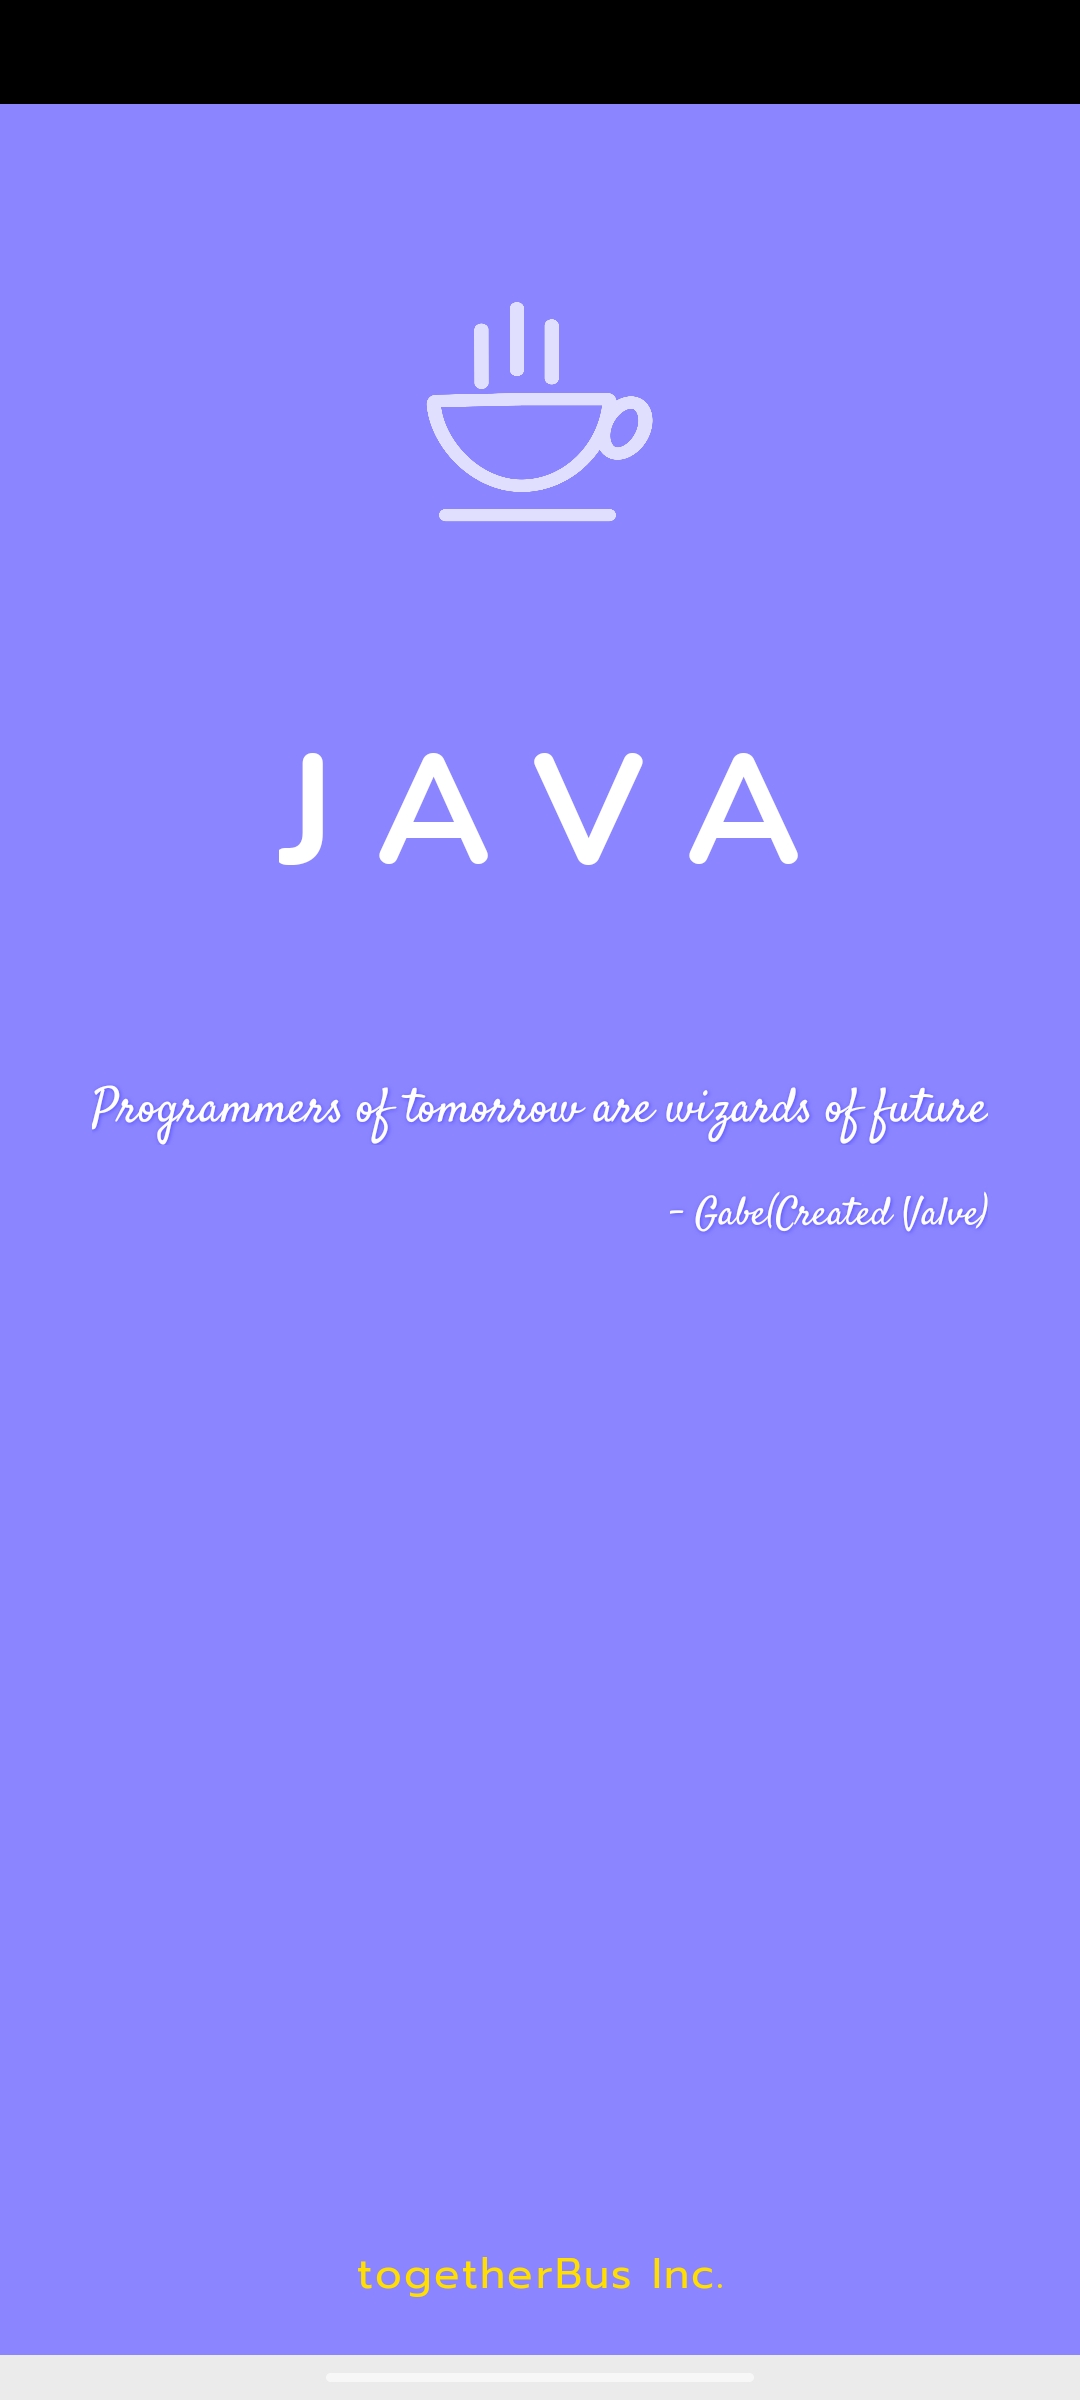 JAVA
Programmers of tomorrow are wizards of future
- Gabe(Created Valve)
togetherBus Inc.